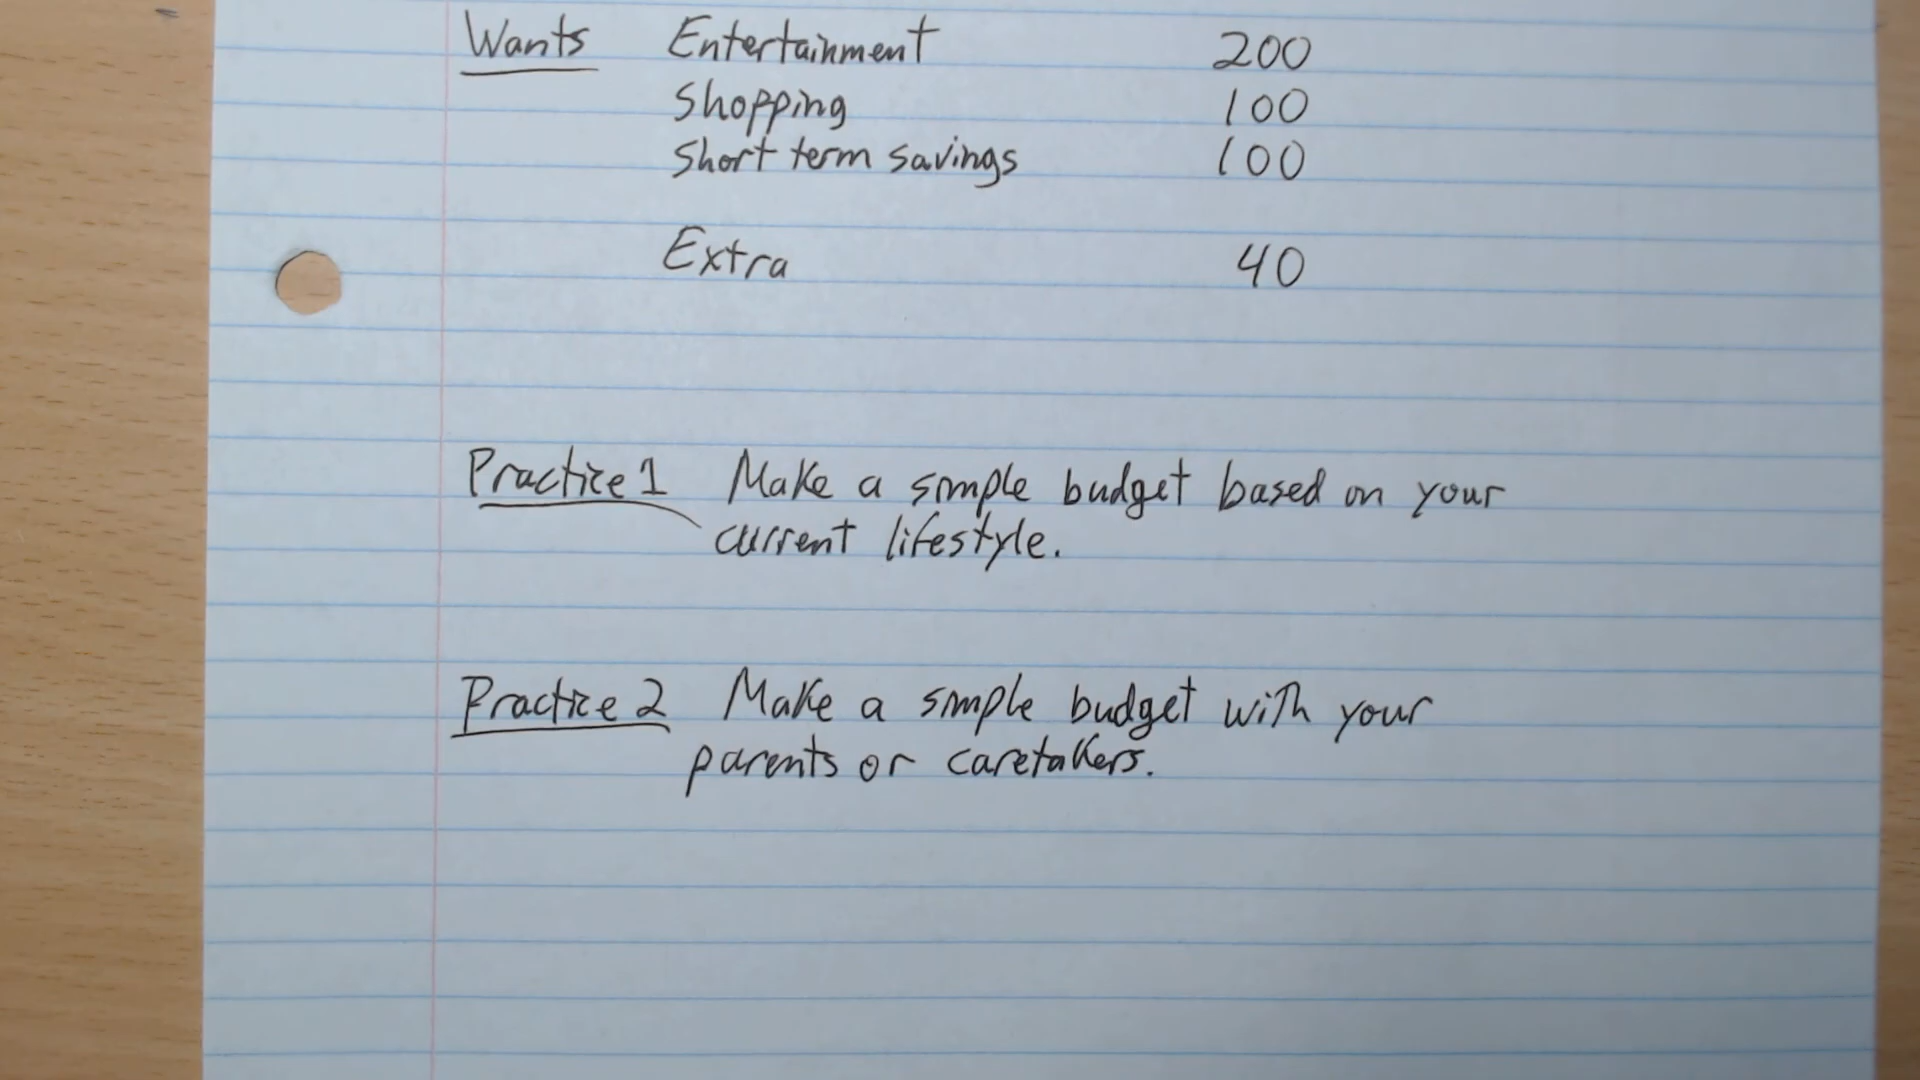 Wants Entertainment 200
Shopping 100
Short term savings 100
Extra 40
Practice 1 Make a simple budget based on your
current lifestyle.
Practice 2 Make a simple budget with your
parents or caretakers.